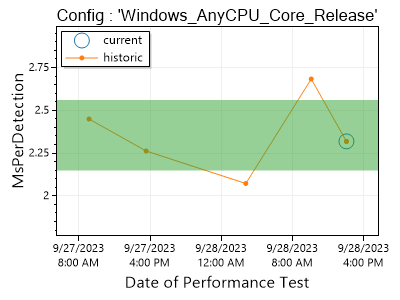 Config : 'Windows_AnyCPU_Core_Release'
current
historic
MsPerDetection
2.75
2.5
2.25
2
9/27/2023 9/27/2023 9/28/2023 9/28/2023 9/28/2023
8:00 AM 4:00 PM 12:00 AM 8:00 AM 4:00 PM
Date of Performance Test